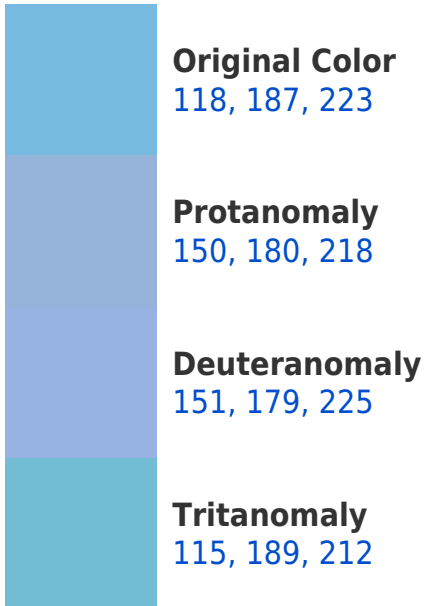 Original Color
118, 187, 223
Protanomaly
150, 180, 218
Deuteranomaly
151, 179, 225
Tritanomaly
115, 189, 212